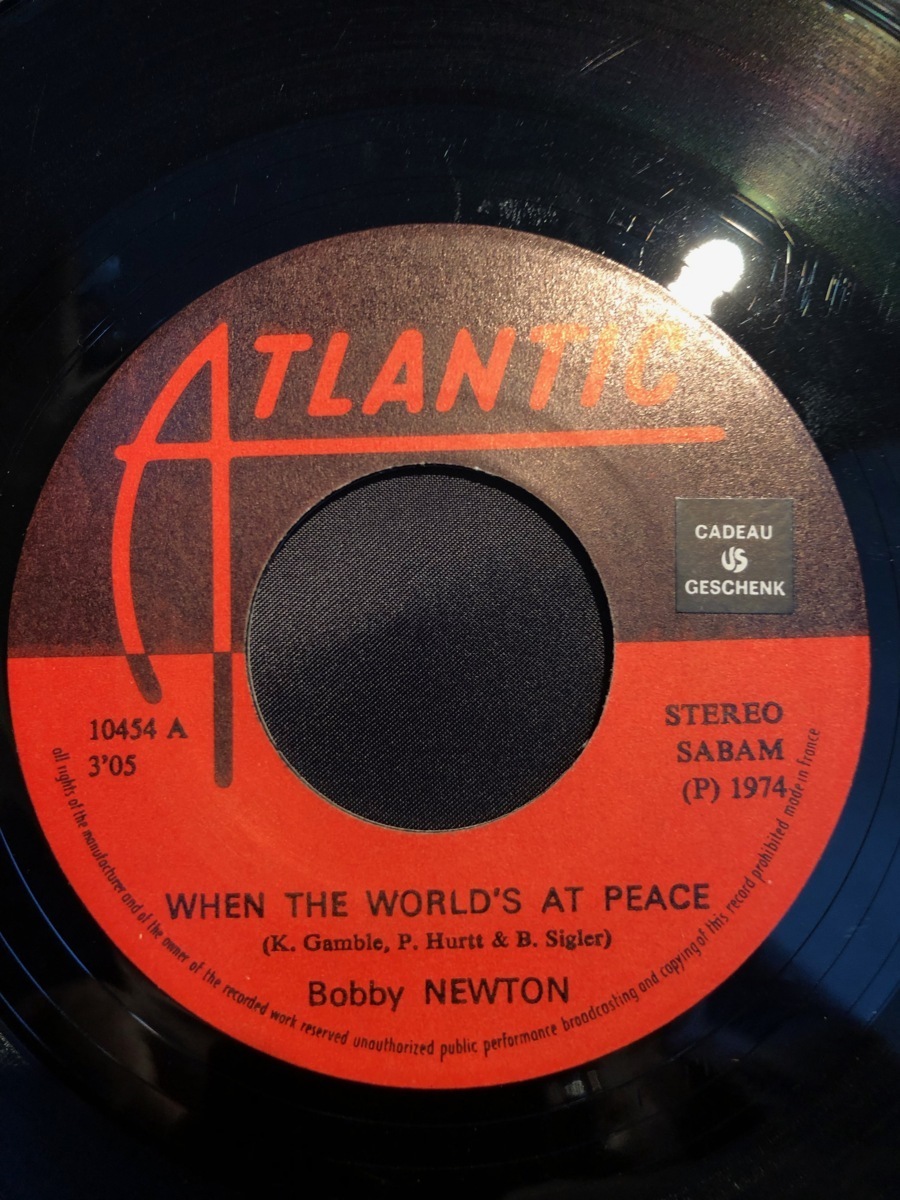 ATLANTIC
CADEAU
US
GESCHENK
10454 A
3'05
STEREO
SABAM
(P) 1974
WHEN THE WORLD'S AT PEACE
(K. Gamble, P. Hurtt & B. Sigler)
Bobby NEWTON
all rights of the manufacturer and of the owner of the recorded work reserved unauthorized public performance broadcasting and copying of this record prohibited made in France